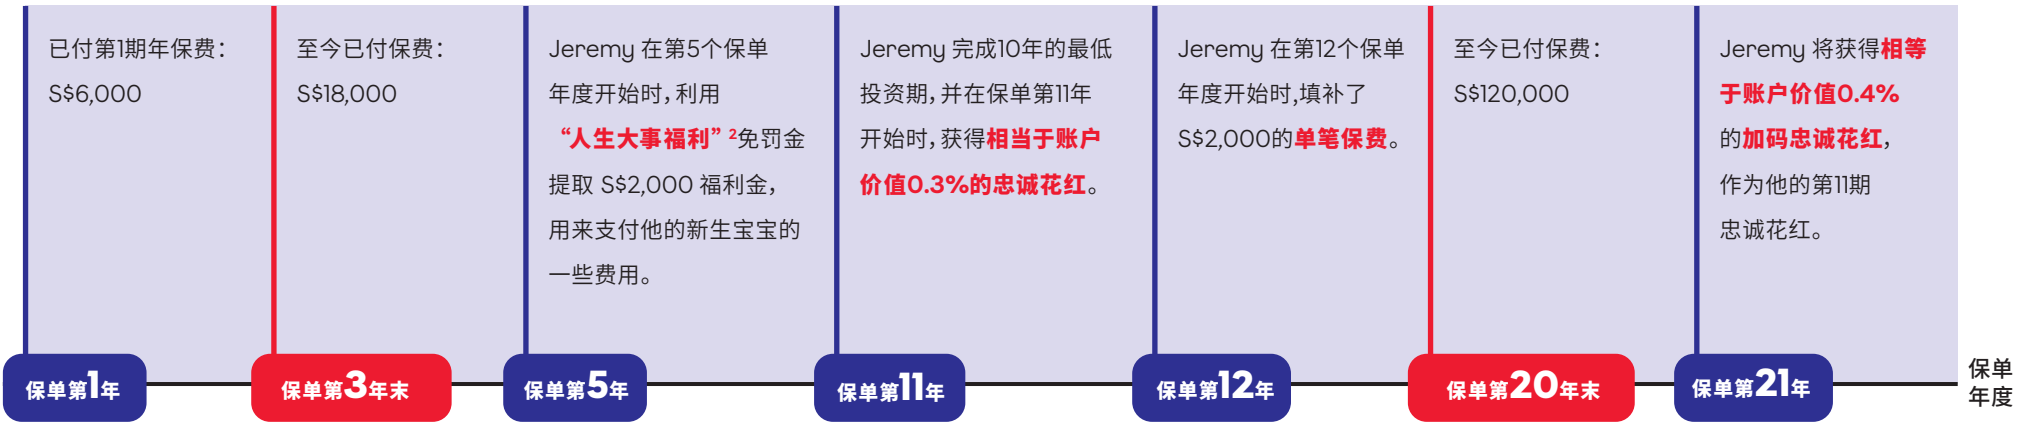 已付第1期年保费：
S$6,000
至今已付保费：
S$18,000
Jeremy 在第5个保单
年度开始时，利用
“人生大事福利”²免罚金
提取 S$2,000 福利金，
用来支付他的新生宝宝的
一些费用。
Jeremy 完成10年的最低
投资期，并在保单第11年
开始时，获得相当于账户
价值0.3%的忠诚花红。
Jeremy 在第12个保单
年度开始时,填补了
S$2,000的单笔保费。
至今已付保费：
S$120,000
Jeremy 将获得相等
于账户价值0.4%
的加码忠诚花红，
作为他的第11期
忠诚花红。
保单第1年
保单第3年末
保单第5年
保单第11年
保单第12年
保单第20年末
保单第21年
保单
年度